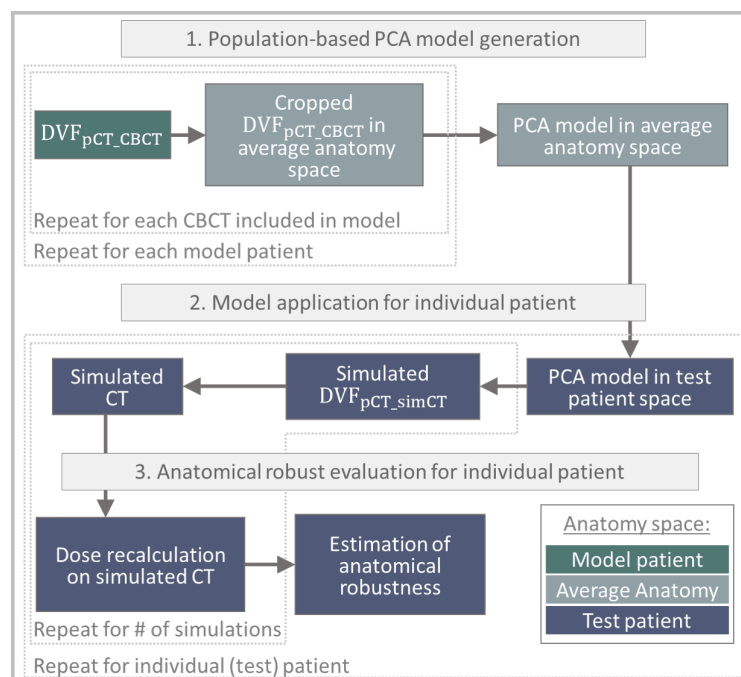 1. Population-based PCA model generation
DVFpCT_CBCT
Cropped
DVFpCT_CBCT in
average anatomy
space
PCA model in average
anatomy space
Repeat for each CBCT included in model
Repeat for each model patient
2. Model application for individual patient
Simulated
CT
Simulated
DVFpCT_simCT
PCA model in test
patient space
3. Anatomical robust evaluation for individual patient
Dose recalculation
on simulated CT
Estimation of
anatomical
robustness
Anatomy space:
Model patient
Average Anatomy
Test patient
Repeat for # of simulations
Repeat for individual (test) patient